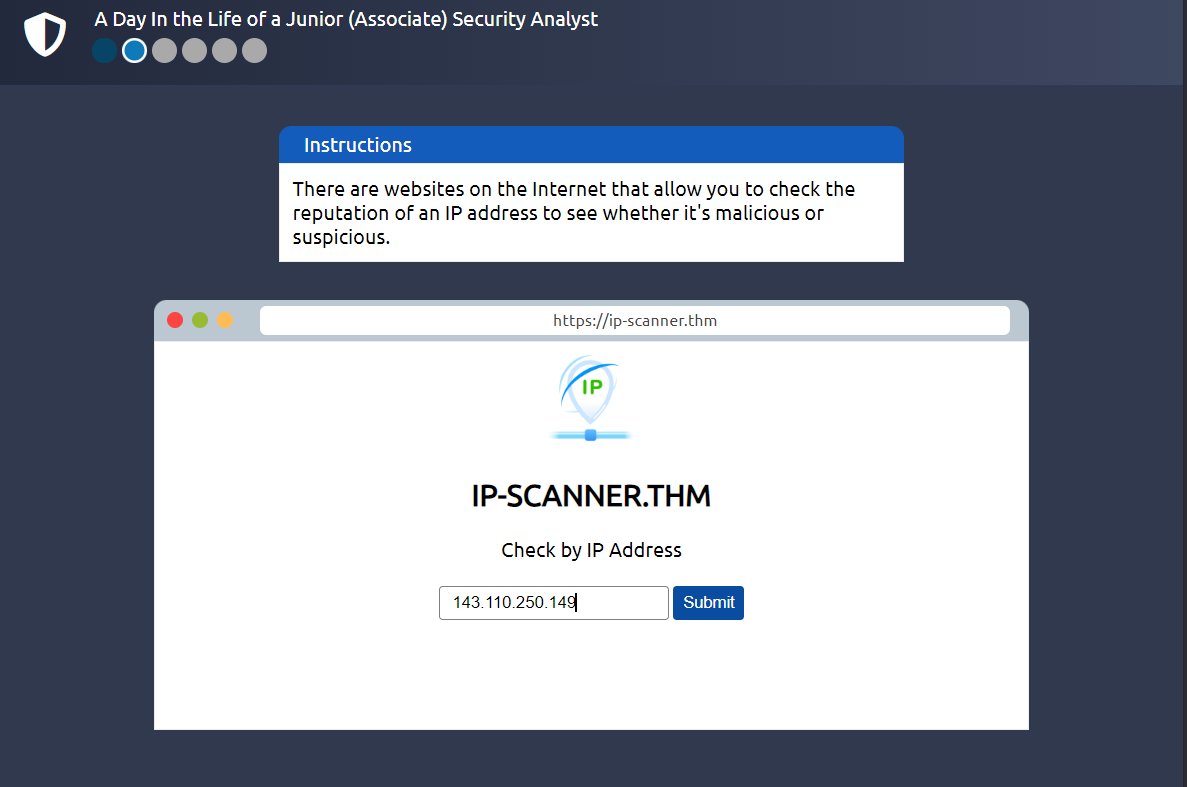 A Day In the Life of a Junior (Associate) Security Analyst
Instructions
There are websites on the Internet that allow you to check the
reputation of an IP address to see whether it's malicious or
suspicious.
https://ip-scanner.thm
IP
IP-SCANNER.THM
Check by IP Address
143.110.250.149 Submit